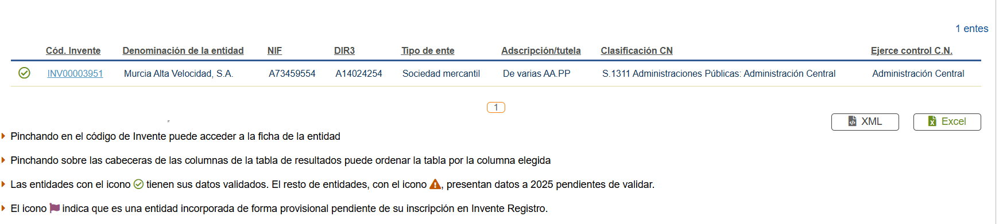 1 entes
Cód. Invente Denominación de la entidad NIF DIR3 Tipo de ente Adscripción/tutela Clasificación CN Ejerce control C.N.
INV00003951 Murcia Alta Velocidad, S.A. A73459554 A14024254 Sociedad mercantil De varias AA.PP S.1311 Administraciones Públicas: Administración Central Administración Central
1
XML Excel
Pinchando en el código de Invente puede acceder a la ficha de la entidad
Pinchando sobre las cabeceras de las columnas de la tabla de resultados puede ordenar la tabla por la columna elegida
Las entidades con el icono tienen sus datos validados. El resto de entidades, con el icono , presentan datos a 2025 pendientes de validar.
El icono indica que es una entidad incorporada de forma provisional pendiente de su inscripción en Invente Registro.